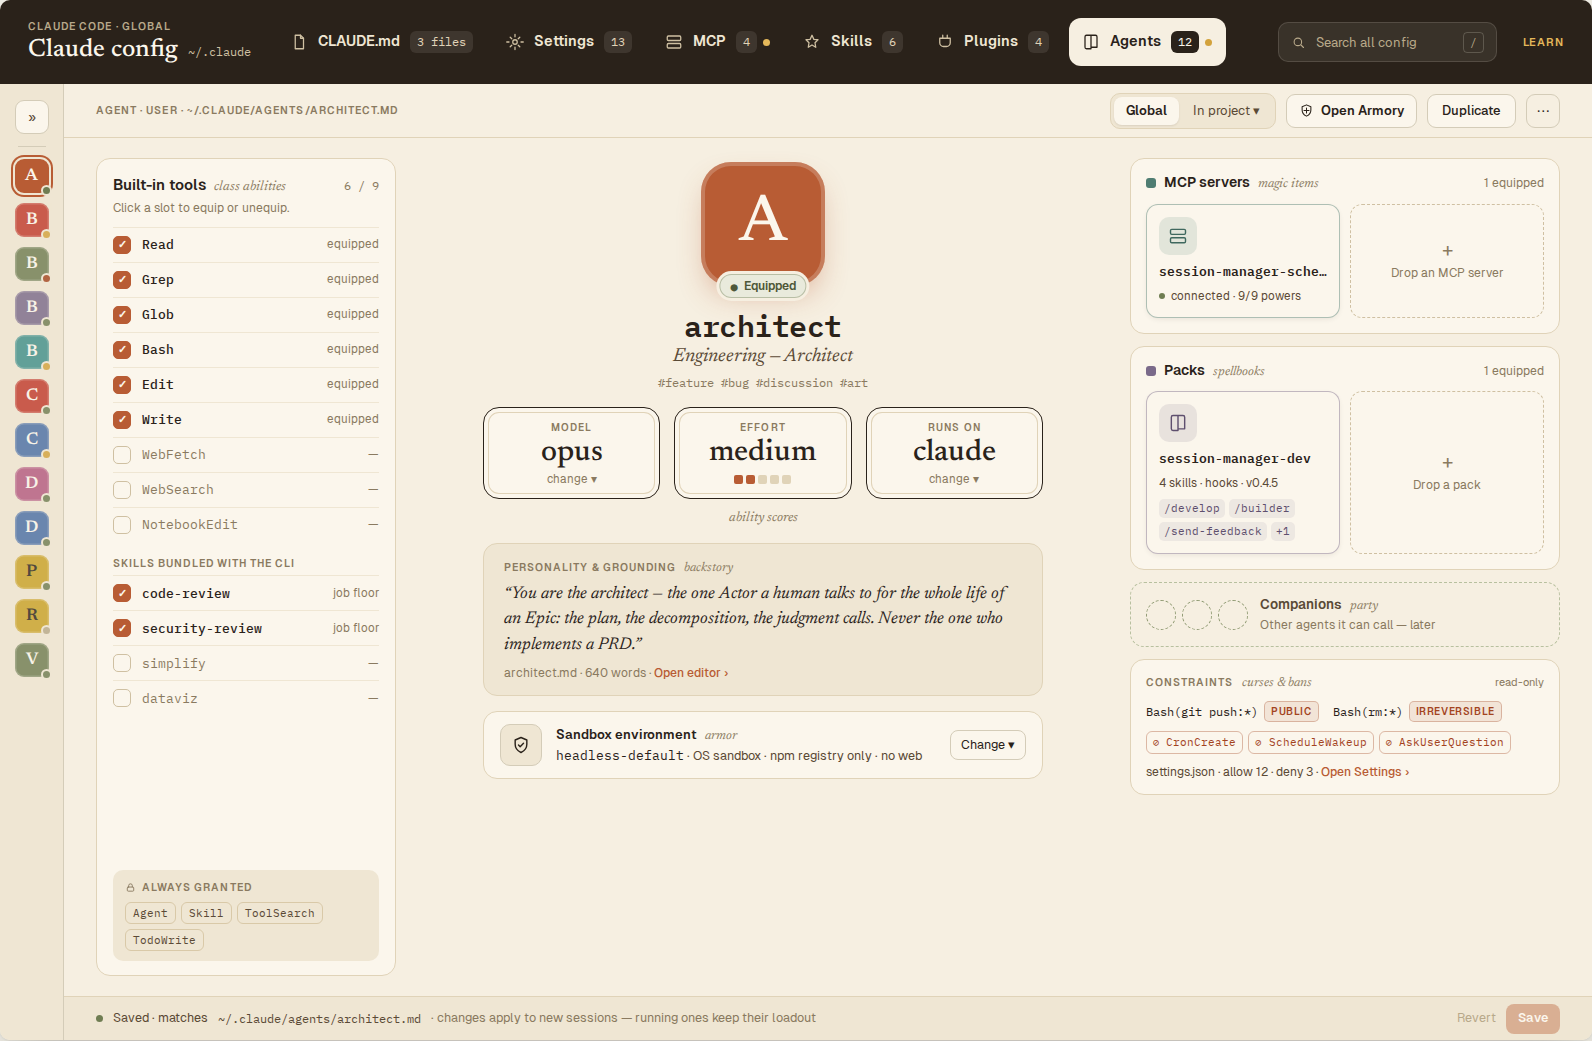 CLAUDE CODE · GLOBAL
Claude config ~/.claude
CLAUDE.md 3 files
Settings 13
MCP 4
Skills 6
Plugins 4
Agents 12
Search all config /
LEARN
»
A
B
B
B
B
C
C
D
D
P
R
V
AGENT · USER · ~/.CLAUDE/AGENTS/ARCHITECT.MD
Global In project ▾
Open Armory
Duplicate
···
Built-in tools class abilities 6 / 9
Click a slot to equip or unequip.
Read equipped
Grep equipped
Glob equipped
Bash equipped
Edit equipped
Write equipped
WebFetch —
WebSearch —
NotebookEdit —
SKILLS BUNDLED WITH THE CLI
code-review job floor
security-review job floor
simplify —
dataviz —
ALWAYS GRANTED
Agent Skill ToolSearch
TodoWrite
A
Equipped
architect
Engineering — Architect
#feature #bug #discussion #art
MODEL
opus
change ▾
EFFORT
medium
RUNS ON
claude
change ▾
ability scores
PERSONALITY & GROUNDING backstory
“You are the architect — the one Actor a human talks to for the whole life of
an Epic: the plan, the decomposition, the judgment calls. Never the one who
implements a PRD.”
architect.md · 640 words · Open editor ›
Sandbox environment armor
headless-default · OS sandbox · npm registry only · no web
Change ▾
MCP servers magic items 1 equipped
session-manager-sche…
connected · 9/9 powers
+
Drop an MCP server
Packs spellbooks 1 equipped
session-manager-dev
4 skills · hooks · v0.4.5
/develop /builder
/send-feedback +1
+
Drop a pack
Companions party
Other agents it can call — later
CONSTRAINTS curses & bans read-only
Bash(git push:*) PUBLIC Bash(rm:*) IRREVERSIBLE
⊘ CronCreate ⊘ ScheduleWakeup ⊘ AskUserQuestion
settings.json · allow 12 · deny 3 · Open Settings ›
Saved · matches ~/.claude/agents/architect.md · changes apply to new sessions — running ones keep their loadout
Revert Save